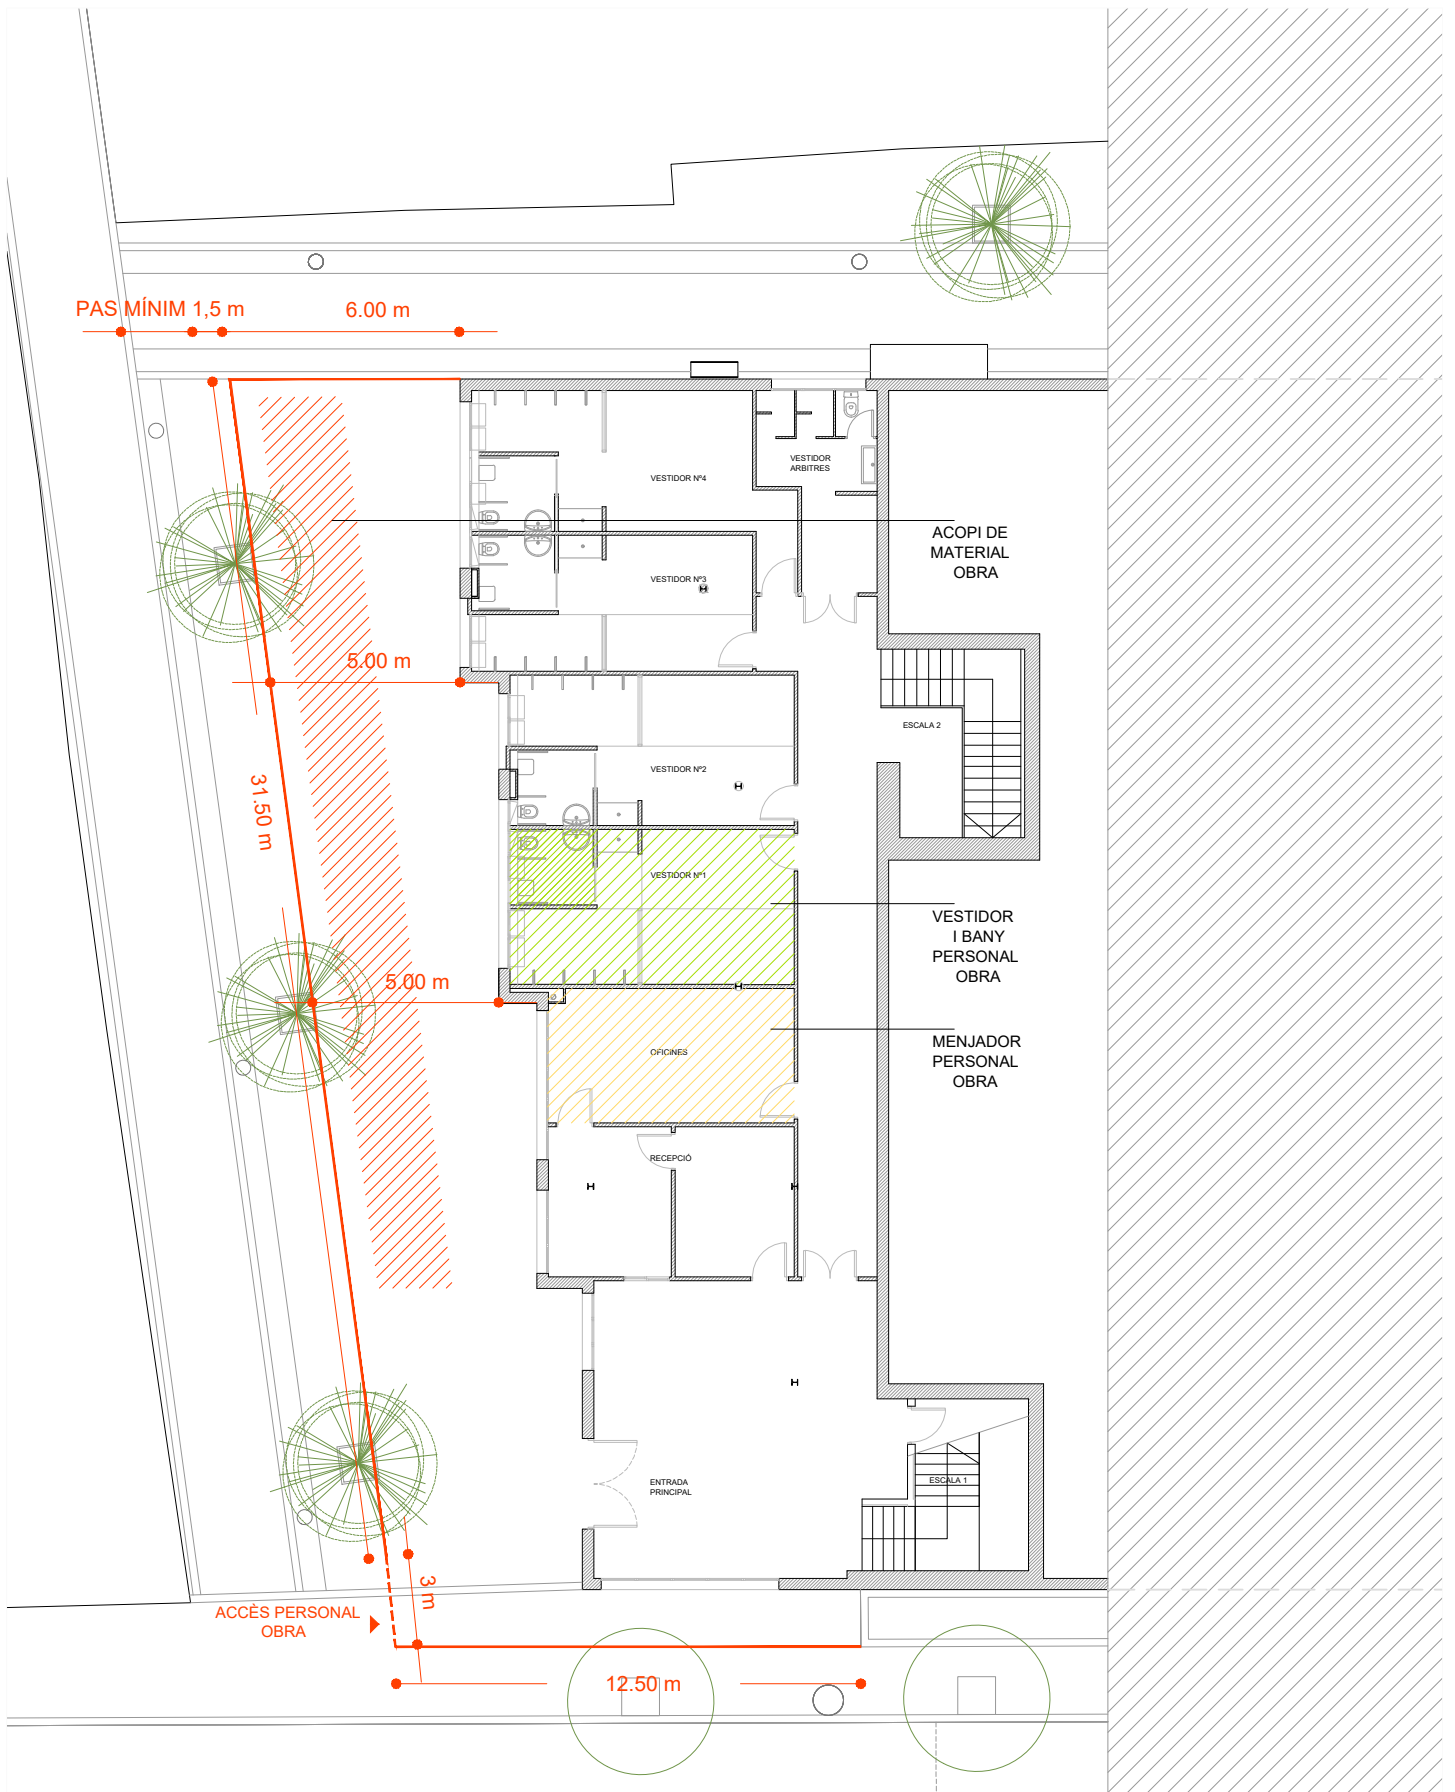 PAS MÍNIM 1,5 m
6.00 m
VESTIDOR
ARBITRES
VESTIDOR Nº4
ACOPI DE
MATERIAL
OBRA
VESTIDOR Nº3
5.00 m
ESCALA 2
VESTIDOR Nº2
31.50 m
VESTIDOR Nº1
VESTIDOR
I BANY
PERSONAL
OBRA
5.00 m
OFICINES
MENJADOR
PERSONAL
OBRA
RECEPCIÓ
ENTRADA
PRINCIPAL
ESCALA 1
3 m
ACCÈS PERSONAL
OBRA
12.50 m